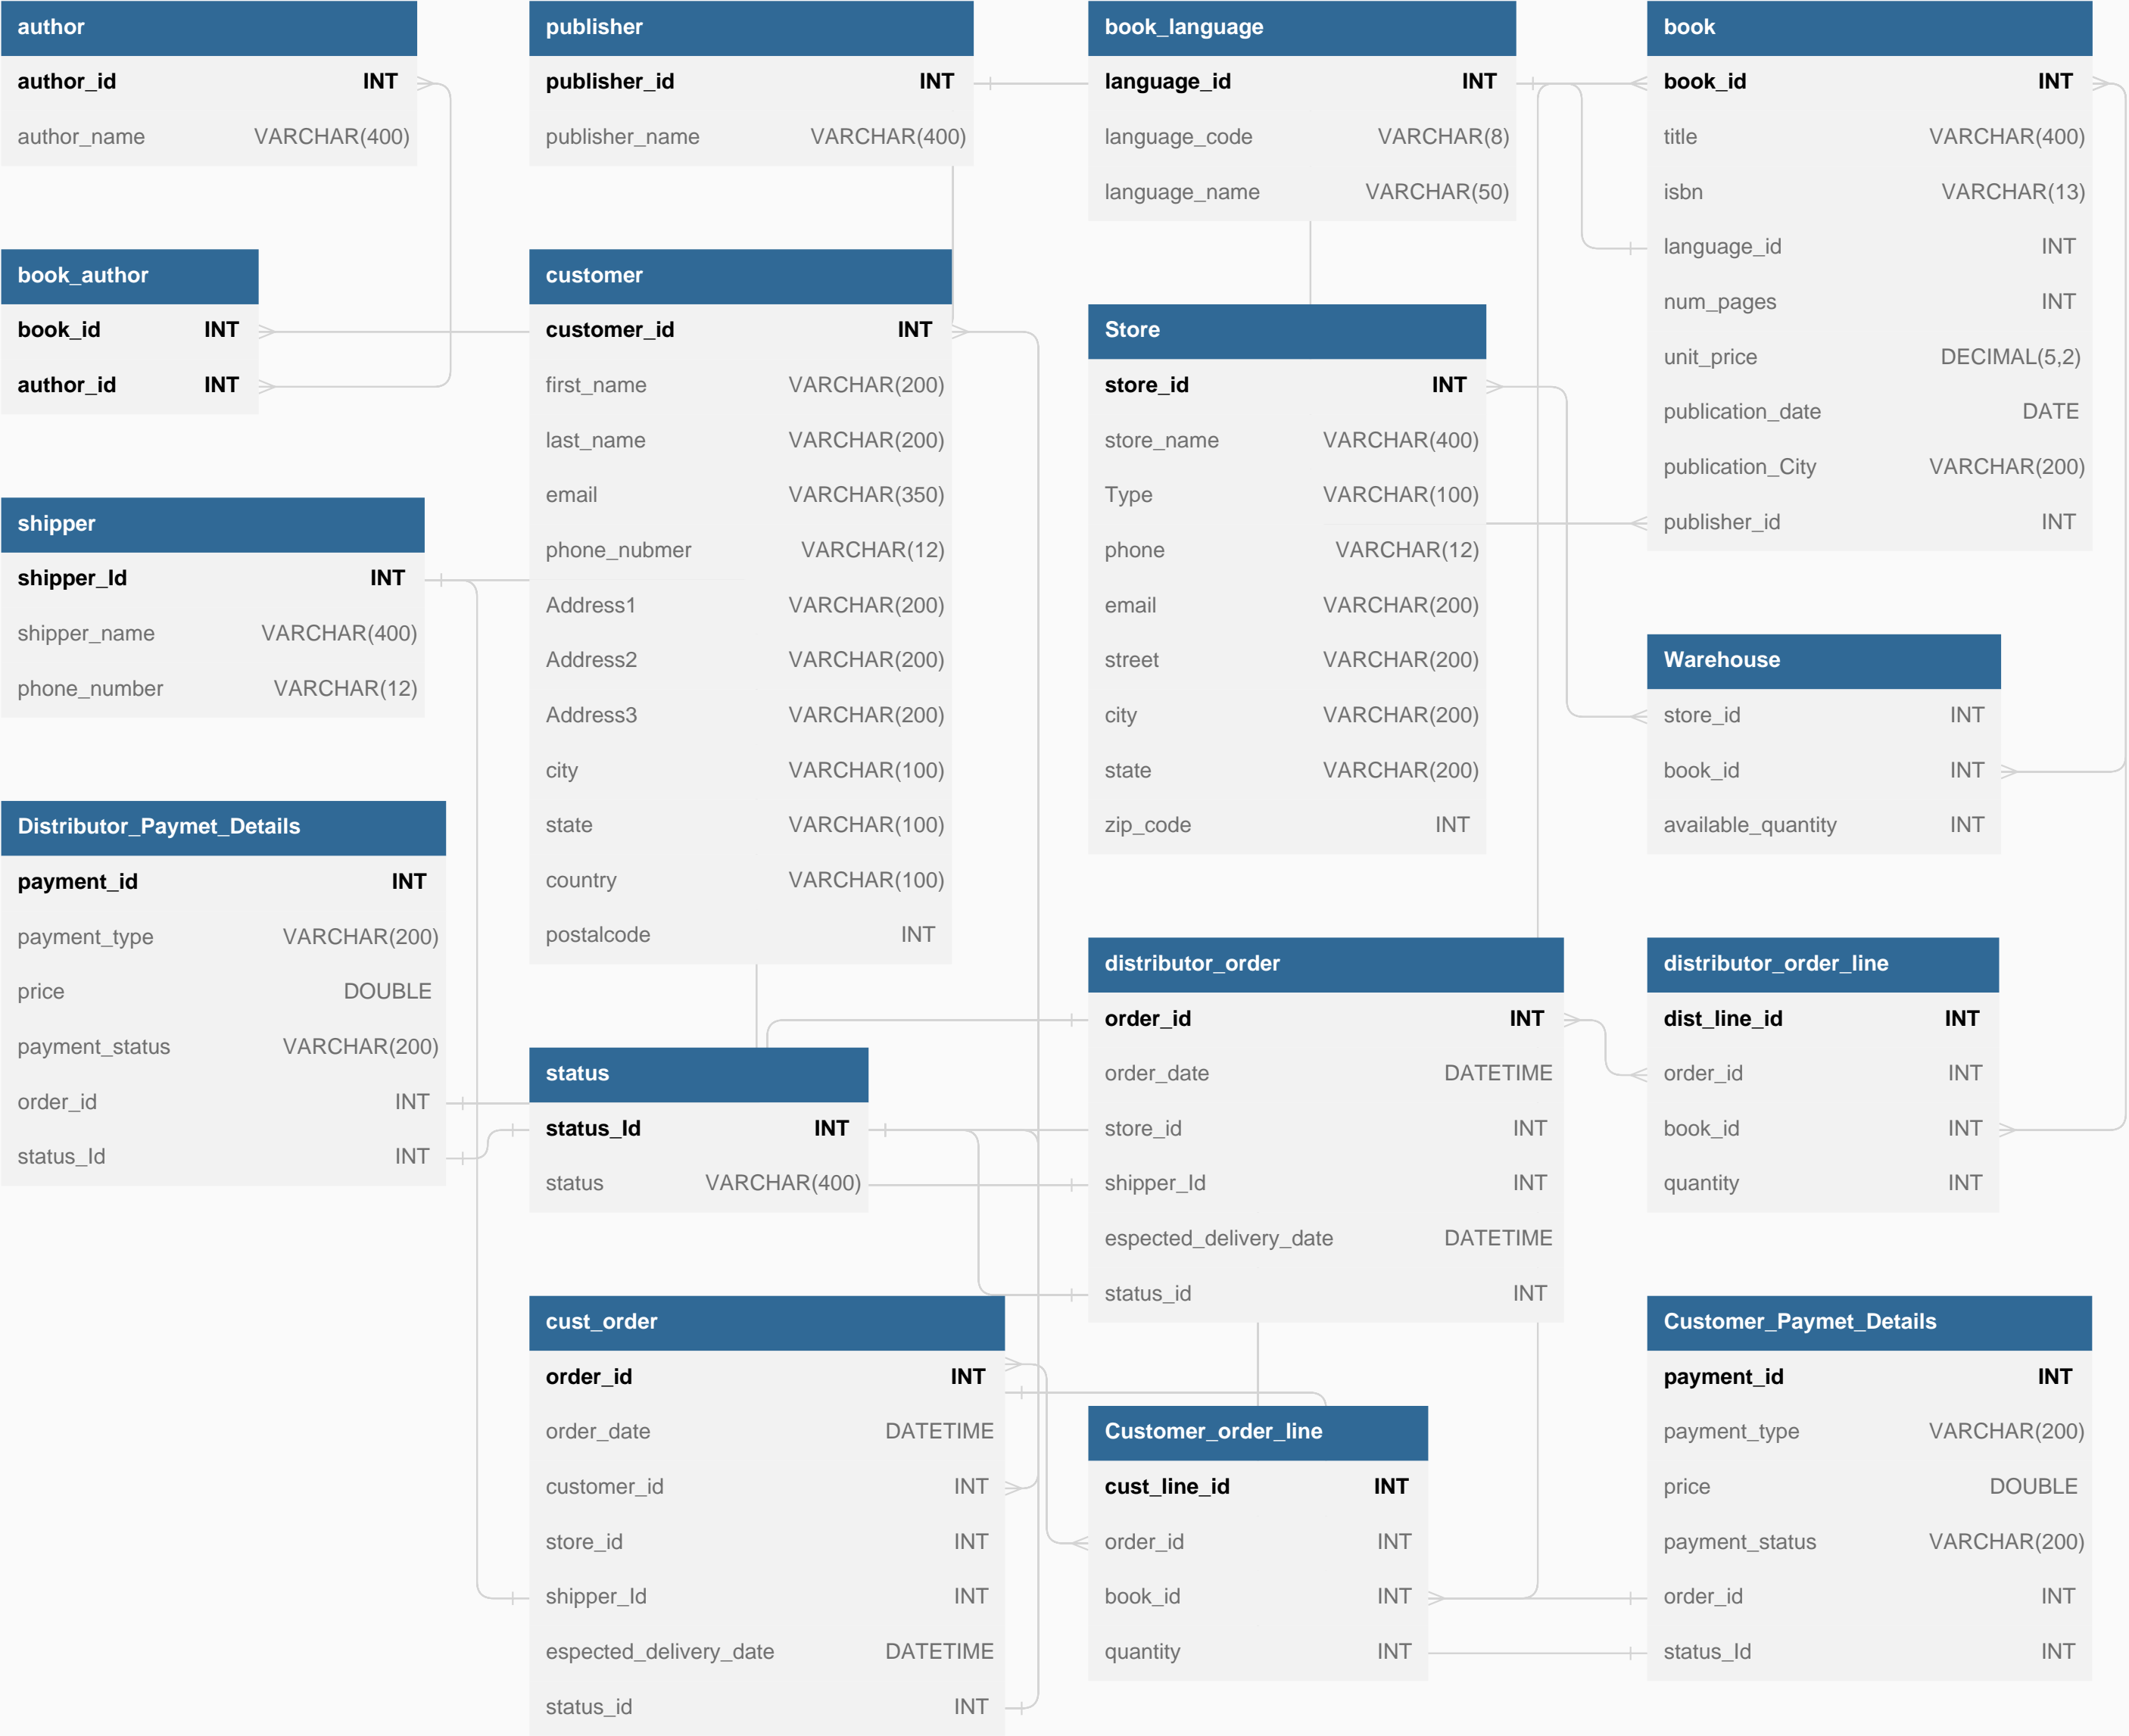 author
author_id INT
author_name VARCHAR(400)
book_author
book_id INT
author_id INT
shipper
shipper_Id INT
shipper_name VARCHAR(400)
phone_number VARCHAR(12)
Distributor_Paymet_Details
payment_id INT
payment_type VARCHAR(200)
price DOUBLE
payment_status VARCHAR(200)
order_id INT
status_Id INT
publisher
publisher_id INT
publisher_name VARCHAR(400)
customer
customer_id INT
first_name VARCHAR(200)
last_name VARCHAR(200)
email VARCHAR(350)
phone_nubmer VARCHAR(12)
Address1 VARCHAR(200)
Address2 VARCHAR(200)
Address3 VARCHAR(200)
city VARCHAR(100)
state VARCHAR(100)
country VARCHAR(100)
postalcode INT
status
status_Id INT
status VARCHAR(400)
cust_order
order_id INT
order_date DATETIME
customer_id INT
store_id INT
shipper_Id INT
espected_delivery_date DATETIME
status_id INT
book_language
language_id INT
language_code VARCHAR(8)
language_name VARCHAR(50)
Store
store_id INT
store_name VARCHAR(400)
Type VARCHAR(100)
phone VARCHAR(12)
email VARCHAR(200)
street VARCHAR(200)
city VARCHAR(200)
state VARCHAR(200)
zip_code INT
distributor_order
order_id INT
order_date DATETIME
store_id INT
shipper_Id INT
espected_delivery_date DATETIME
status_id INT
Customer_order_line
cust_line_id INT
order_id INT
book_id INT
quantity INT
book
book_id INT
title VARCHAR(400)
isbn VARCHAR(13)
language_id INT
num_pages INT
unit_price DECIMAL(5,2)
publication_date DATE
publication_City VARCHAR(200)
publisher_id INT
Warehouse
store_id INT
book_id INT
available_quantity INT
distributor_order_line
dist_line_id INT
order_id INT
book_id INT
quantity INT
Customer_Paymet_Details
payment_id INT
payment_type VARCHAR(200)
price DOUBLE
payment_status VARCHAR(200)
order_id INT
status_Id INT